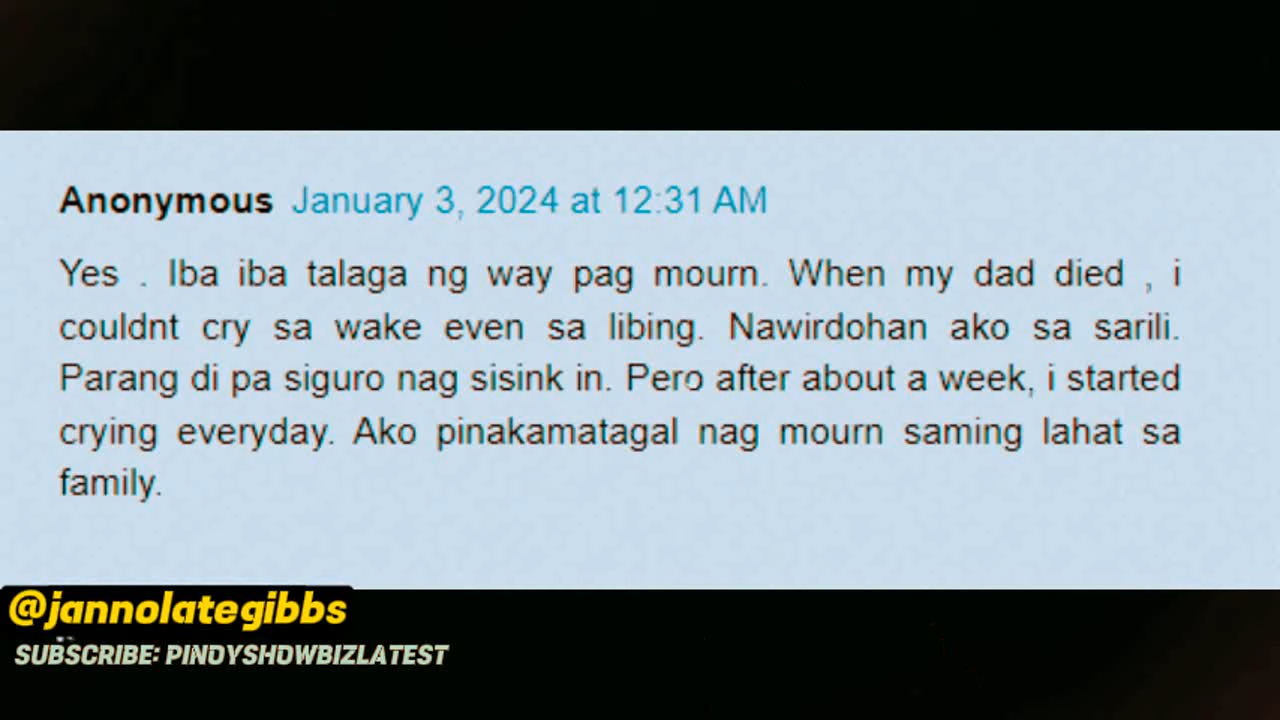 Anonymous January 3, 2024 at 12:31 AM
Yes . Iba iba talaga ng way pag mourn. When my dad died , i
couldnt cry sa wake even sa libing. Nawirdohan ako sa sarili.
Parang di pa siguro nag sisink in. Pero after about a week, i started
crying everyday. Ako pinakamatagal nag mourn saming lahat sa
family.
@jannolategibbs
SUBSCRIBE: PINOYSHOWBIZLATEST